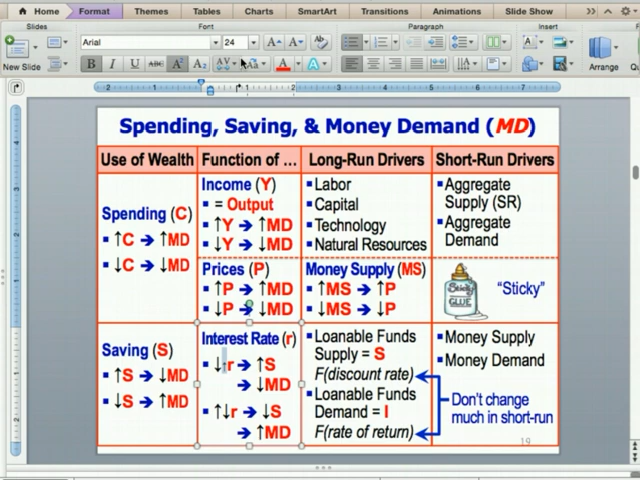 Home
Format
Themes
Tables
Charts
SmartArt
Transitions
Animations
Slide Show
Slides
Font
Paragraph
Insert
New Slide
Arial
24
Arrange
Spending, Saving, & Money Demand (MD)
Use of Wealth
Function of ...
Long-Run Drivers
Short-Run Drivers
Spending (C)
▪ ↑C → ↑MD
▪ ↓C → ↓MD
Income (Y)
▪ = Output
▪ ↑Y → ↑MD
▪ ↓Y → ↓MD
▪ Labor
▪ Capital
▪ Technology
▪ Natural Resources
▪ Aggregate
Supply (SR)
▪ Aggregate
Demand
Prices (P)
▪ ↑P → ↑MD
▪ ↓P → ↓MD
Money Supply (MS)
▪ ↑MS → ↑P
▪ ↓MS → ↓P
School
GLUE
"Sticky"
Saving (S)
▪ ↑S → ↓MD
▪ ↓S → ↑MD
Interest Rate (r)
▪ ↓↑r → ↑S
→ ↓MD
▪ ↑↓r → ↓S
→ ↑MD
▪ Loanable Funds
Supply = S
F(discount rate)
▪ Loanable Funds
Demand = I
F(rate of return)
▪ Money Supply
▪ Money Demand
Don't change
much in short-run
19